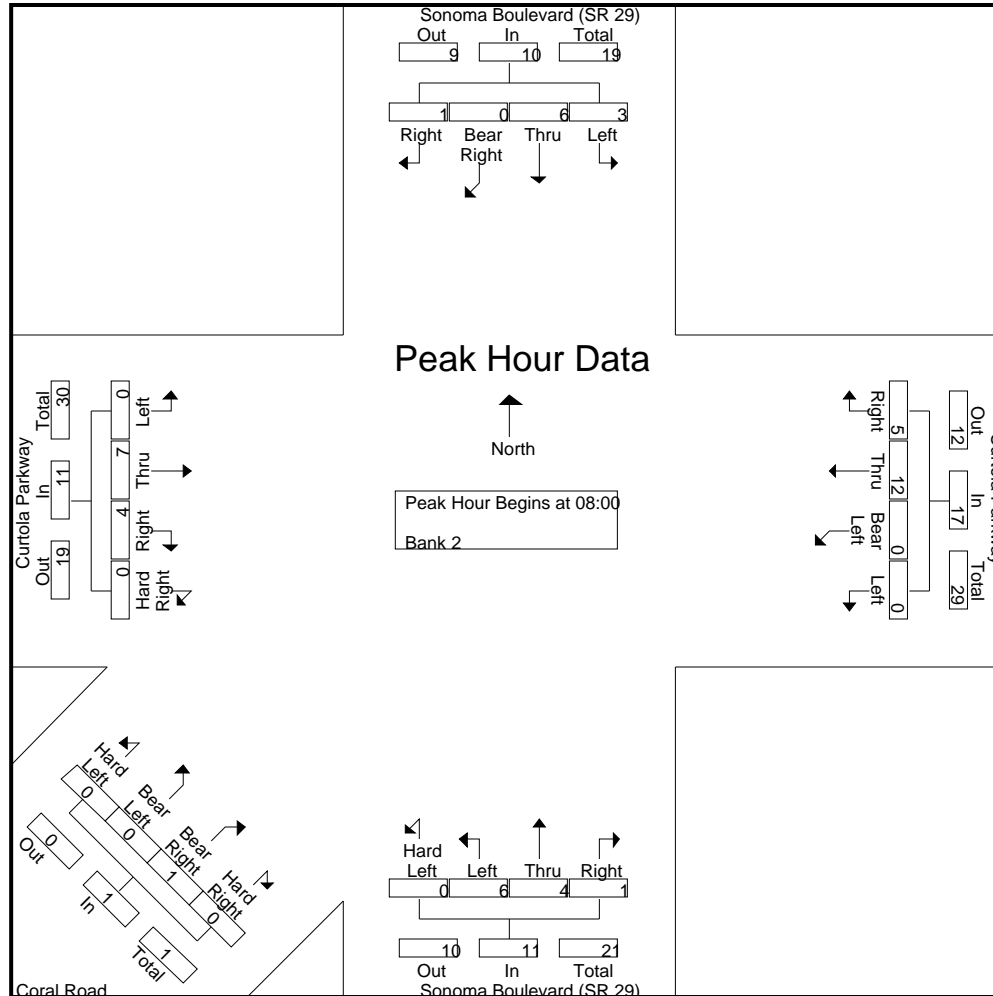 Sonoma Boulevard (SR 29)
Out In Total
9 10 19
1 0 6 3
Right Bear Right Thru Left
Peak Hour Data
North
Peak Hour Begins at 08:00
Bank 2
Curtola Parkway
Total In Out
30 11 19
0 7 4 0
Left Thru Right Hard Right
Right Thru Bear Left Left
5 12 0 0
Out In Total
12 17 29
Hard Left Bear Left Bear Right Hard Right
0 0 1 0
Out In Total
0 1 1
Coral Road
Hard Left Left Thru Right
0 6 4 1
10 11 21
Out In Total
Sonoma Boulevard (SR 29)